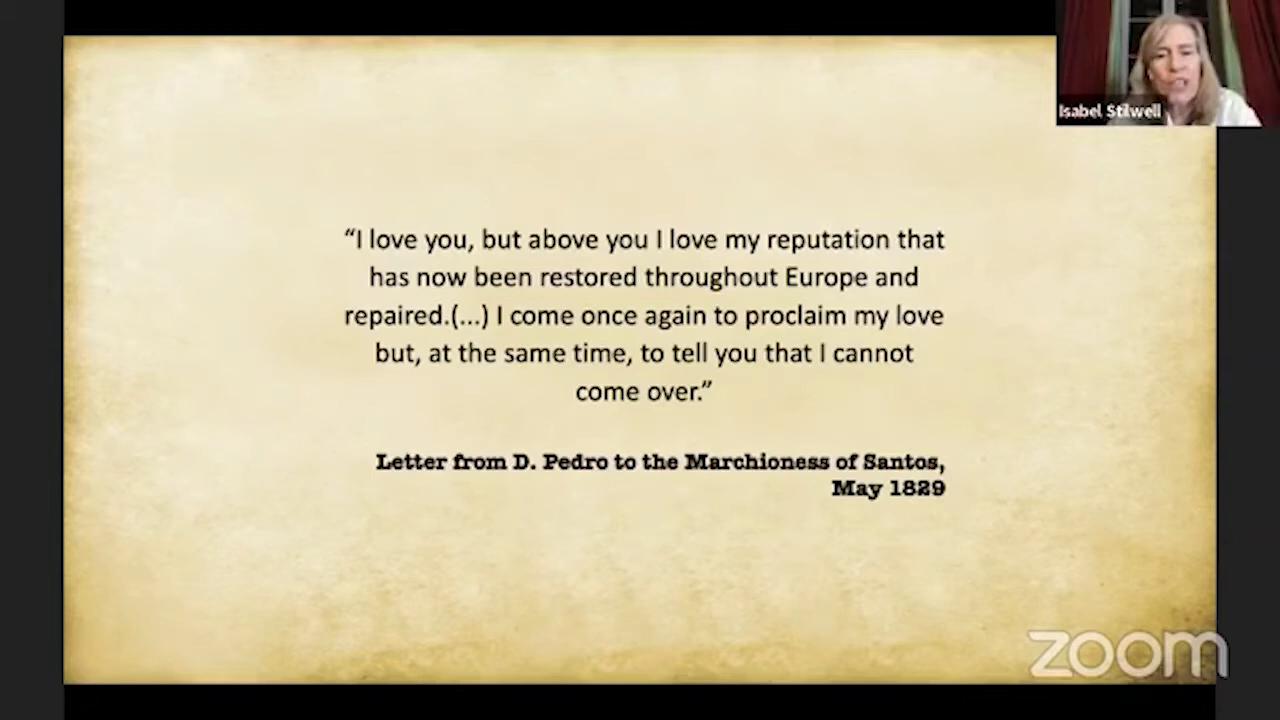 Isabel Stilwell
“I love you, but above you I love my reputation that
has now been restored throughout Europe and
repaired.(...) I come once again to proclaim my love
but, at the same time, to tell you that I cannot
come over.”
Letter from D. Pedro to the Marchioness of Santos,
May 1829
zoom